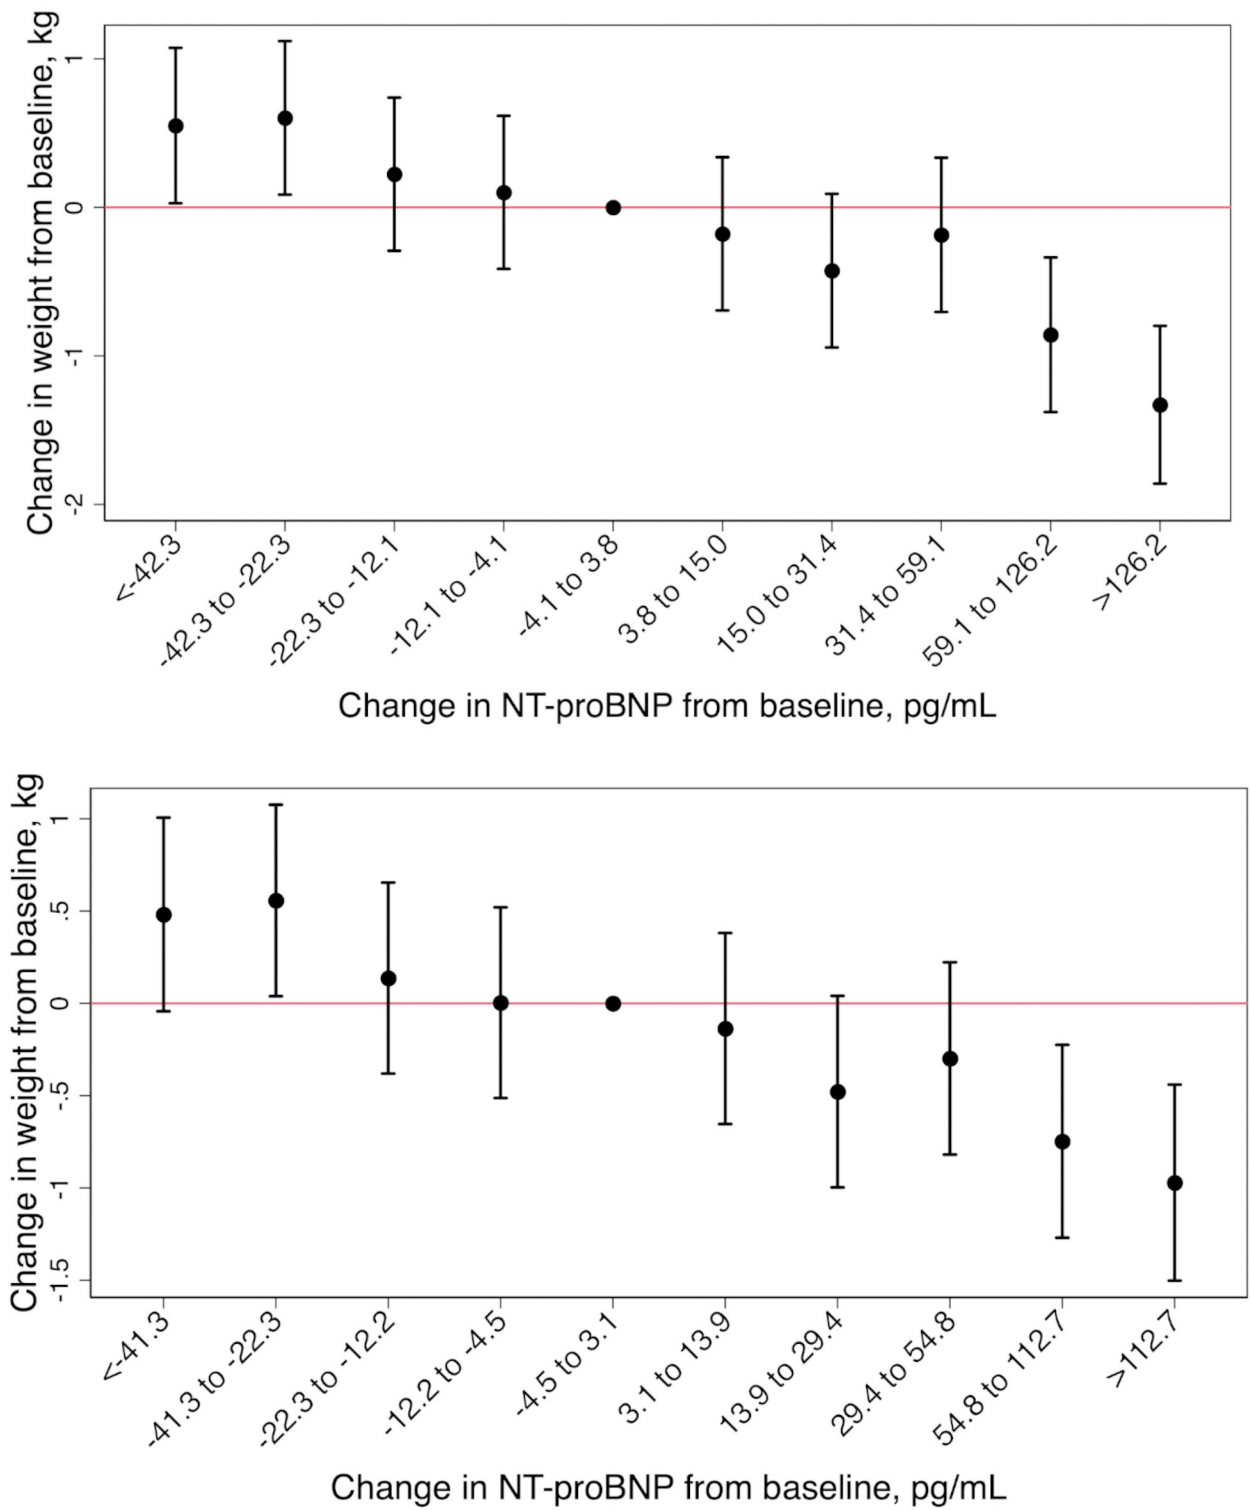 Change in weight from baseline, kg
1
0
-1
-2
<-42.3
-42.3 to -22.3
-22.3 to -12.1
-12.1 to -4.1
-4.1 to 3.8
3.8 to 15.0
15.0 to 31.4
31.4 to 59.1
59.1 to 126.2
>126.2
Change in NT-proBNP from baseline, pg/mL
Change in weight from baseline, kg
1
.5
0
-.5
-1
-1.5
<-41.3
-41.3 to -22.3
-22.3 to -12.2
-12.2 to -4.5
-4.5 to 3.1
3.1 to 13.9
13.9 to 29.4
29.4 to 54.8
54.8 to 112.7
>112.7
Change in NT-proBNP from baseline, pg/mL